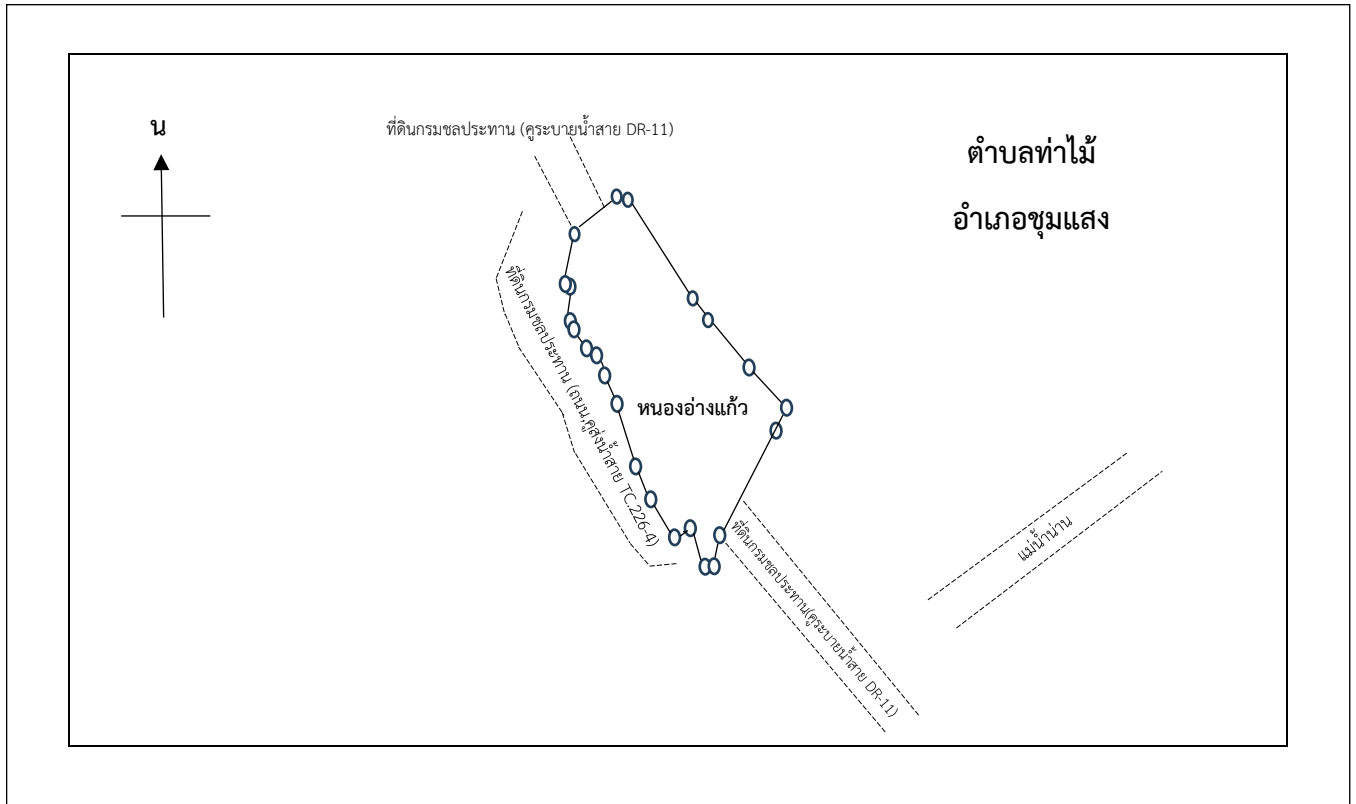 น
ที่ดินกรมชลประทาน (คูระบายน้ำสาย DR-11)
ตำบลท่าไม้
อำเภอชุมแสง
ที่ดินกรมชลประทาน (ถนน,คูส่งน้ำสาย TC.226-4)
หนองอ่างแก้ว
ที่ดินกรมชลประทาน(คูระบายน้ำสาย DR-11)
แม่น้ำน่าน